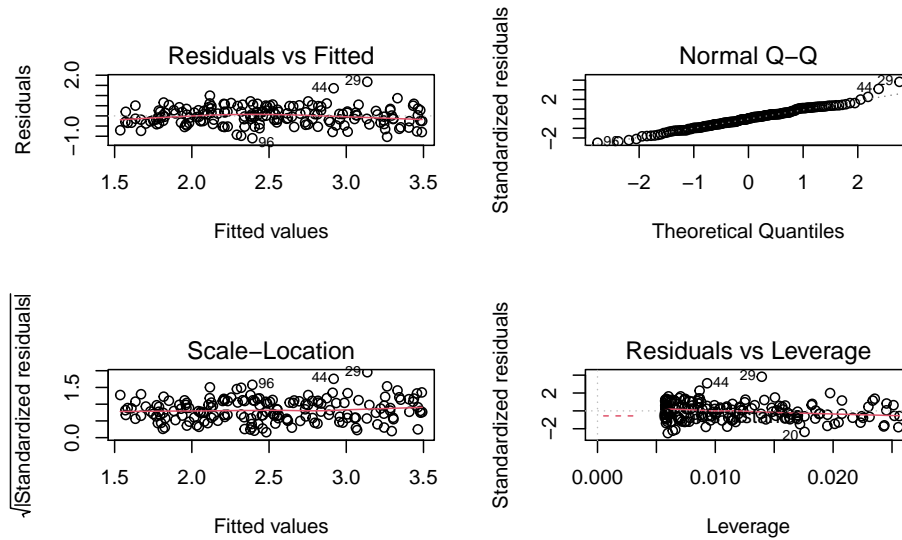 Residuals vs Fitted
Residuals
2.0
−1.0
44
29
96
1.5 2.0 2.5 3.0 3.5
Fitted values
Normal Q−Q
Standardized residuals
2
−2
29
44
96
−2 −1 0 1 2
Theoretical Quantiles
Scale−Location
√|Standardized residuals|
1.5
0.0
96
44
29
1.5 2.0 2.5 3.0 3.5
Fitted values
Residuals vs Leverage
Standardized residuals
2
−2
44
29
20
0.000 0.010 0.020
Leverage